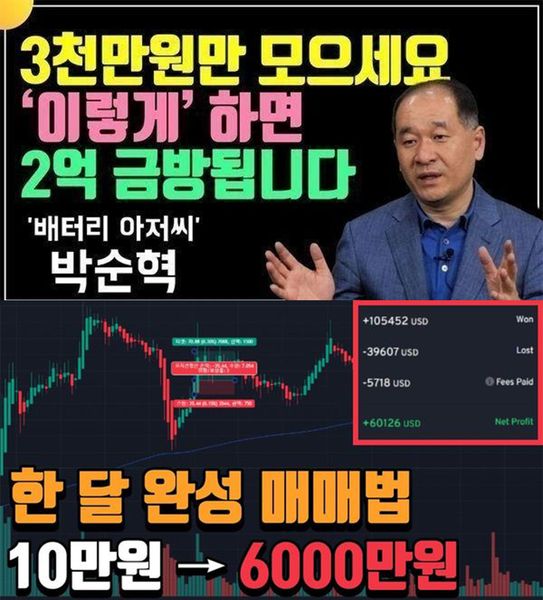 3천만원만 모으세요
'이렇게' 하면
2억 금방됩니다
'배터리 아저씨'
박순혁
+105452 USD Won
-39607 USD Lost
-5718 USD Fees Paid
+60126 USD Net Profit
한 달 완성 매매법
10만원 → 6000만원